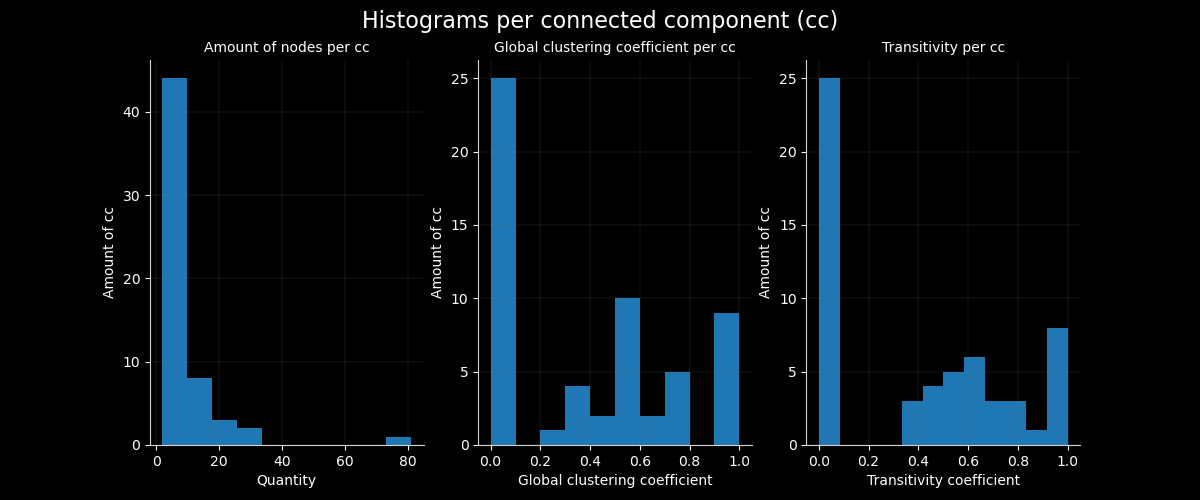 Histograms per connected component (cc)
Amount of nodes per cc
Amount of cc
40
30
20
10
0
0 20 40 60 80
Quantity
Global clustering coefficient per cc
Amount of cc
25
20
15
10
5
0
0.0 0.2 0.4 0.6 0.8 1.0
Global clustering coefficient
Transitivity per cc
Amount of cc
25
20
15
10
5
0
0.0 0.2 0.4 0.6 0.8 1.0
Transitivity coefficient